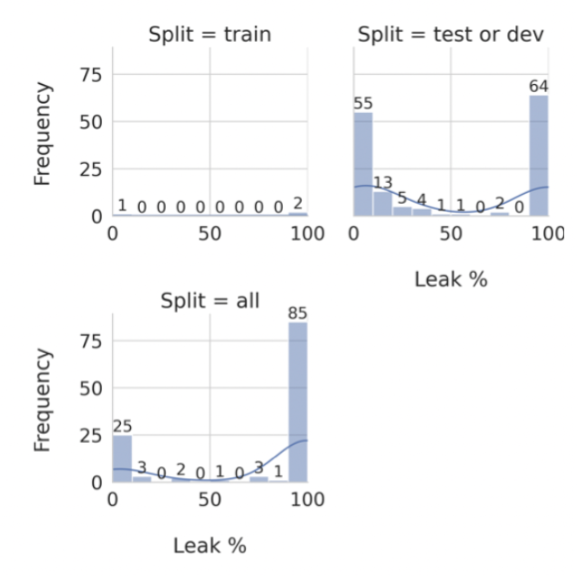 Split = train
Split = test or dev
Frequency
75
50
25
0
1 0 0 0 0 0 0 0 0 2
0 50 100
55 13 5 4 1 1 0 2 0 64
0 50 100
Leak %
Split = all
Frequency
75
50
25
0
25 3 0 2 0 1 0 3 1 85
0 50 100
Leak %